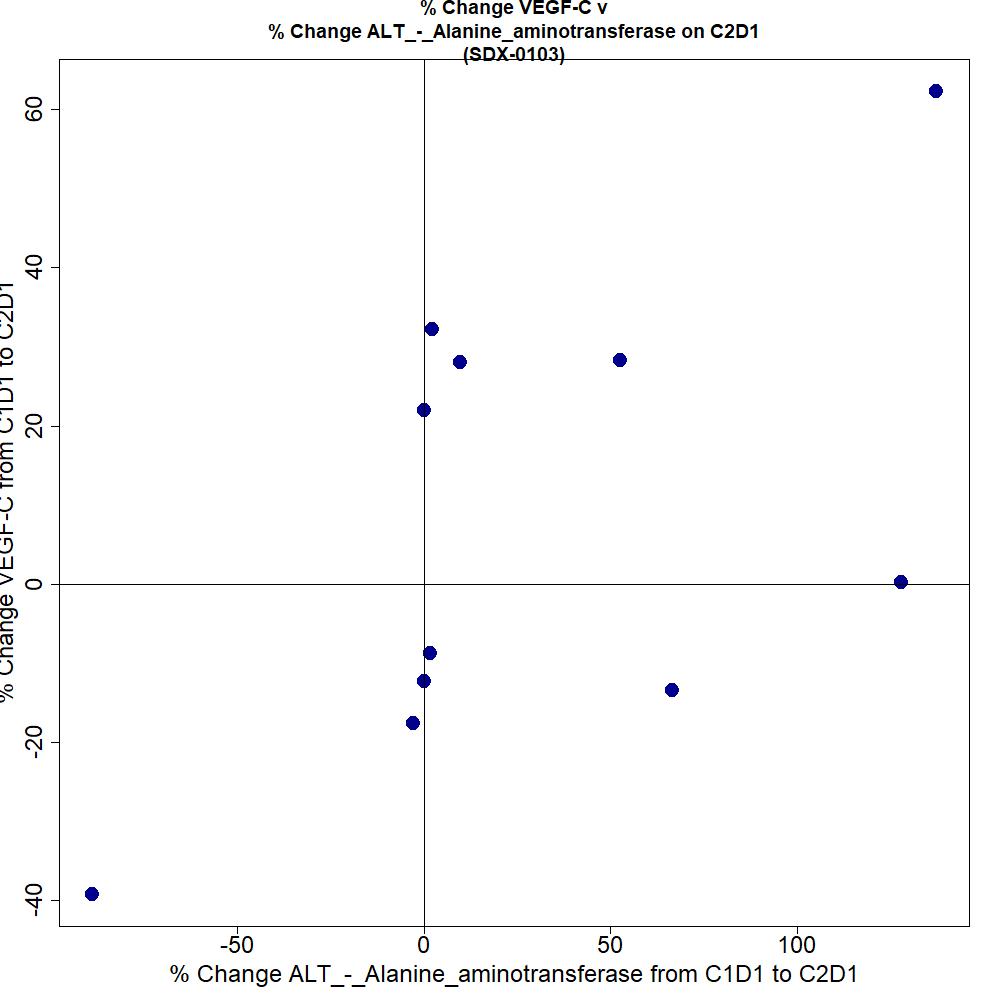 % Change VEGF-C v
% Change ALT_-_Alanine_aminotransferase on C2D1
(SDX-0103)
% Change VEGF-C from C1D1 to C2D1
60
40
20
0
-20
-40
-50
0
50
100
% Change ALT_-_Alanine_aminotransferase from C1D1 to C2D1